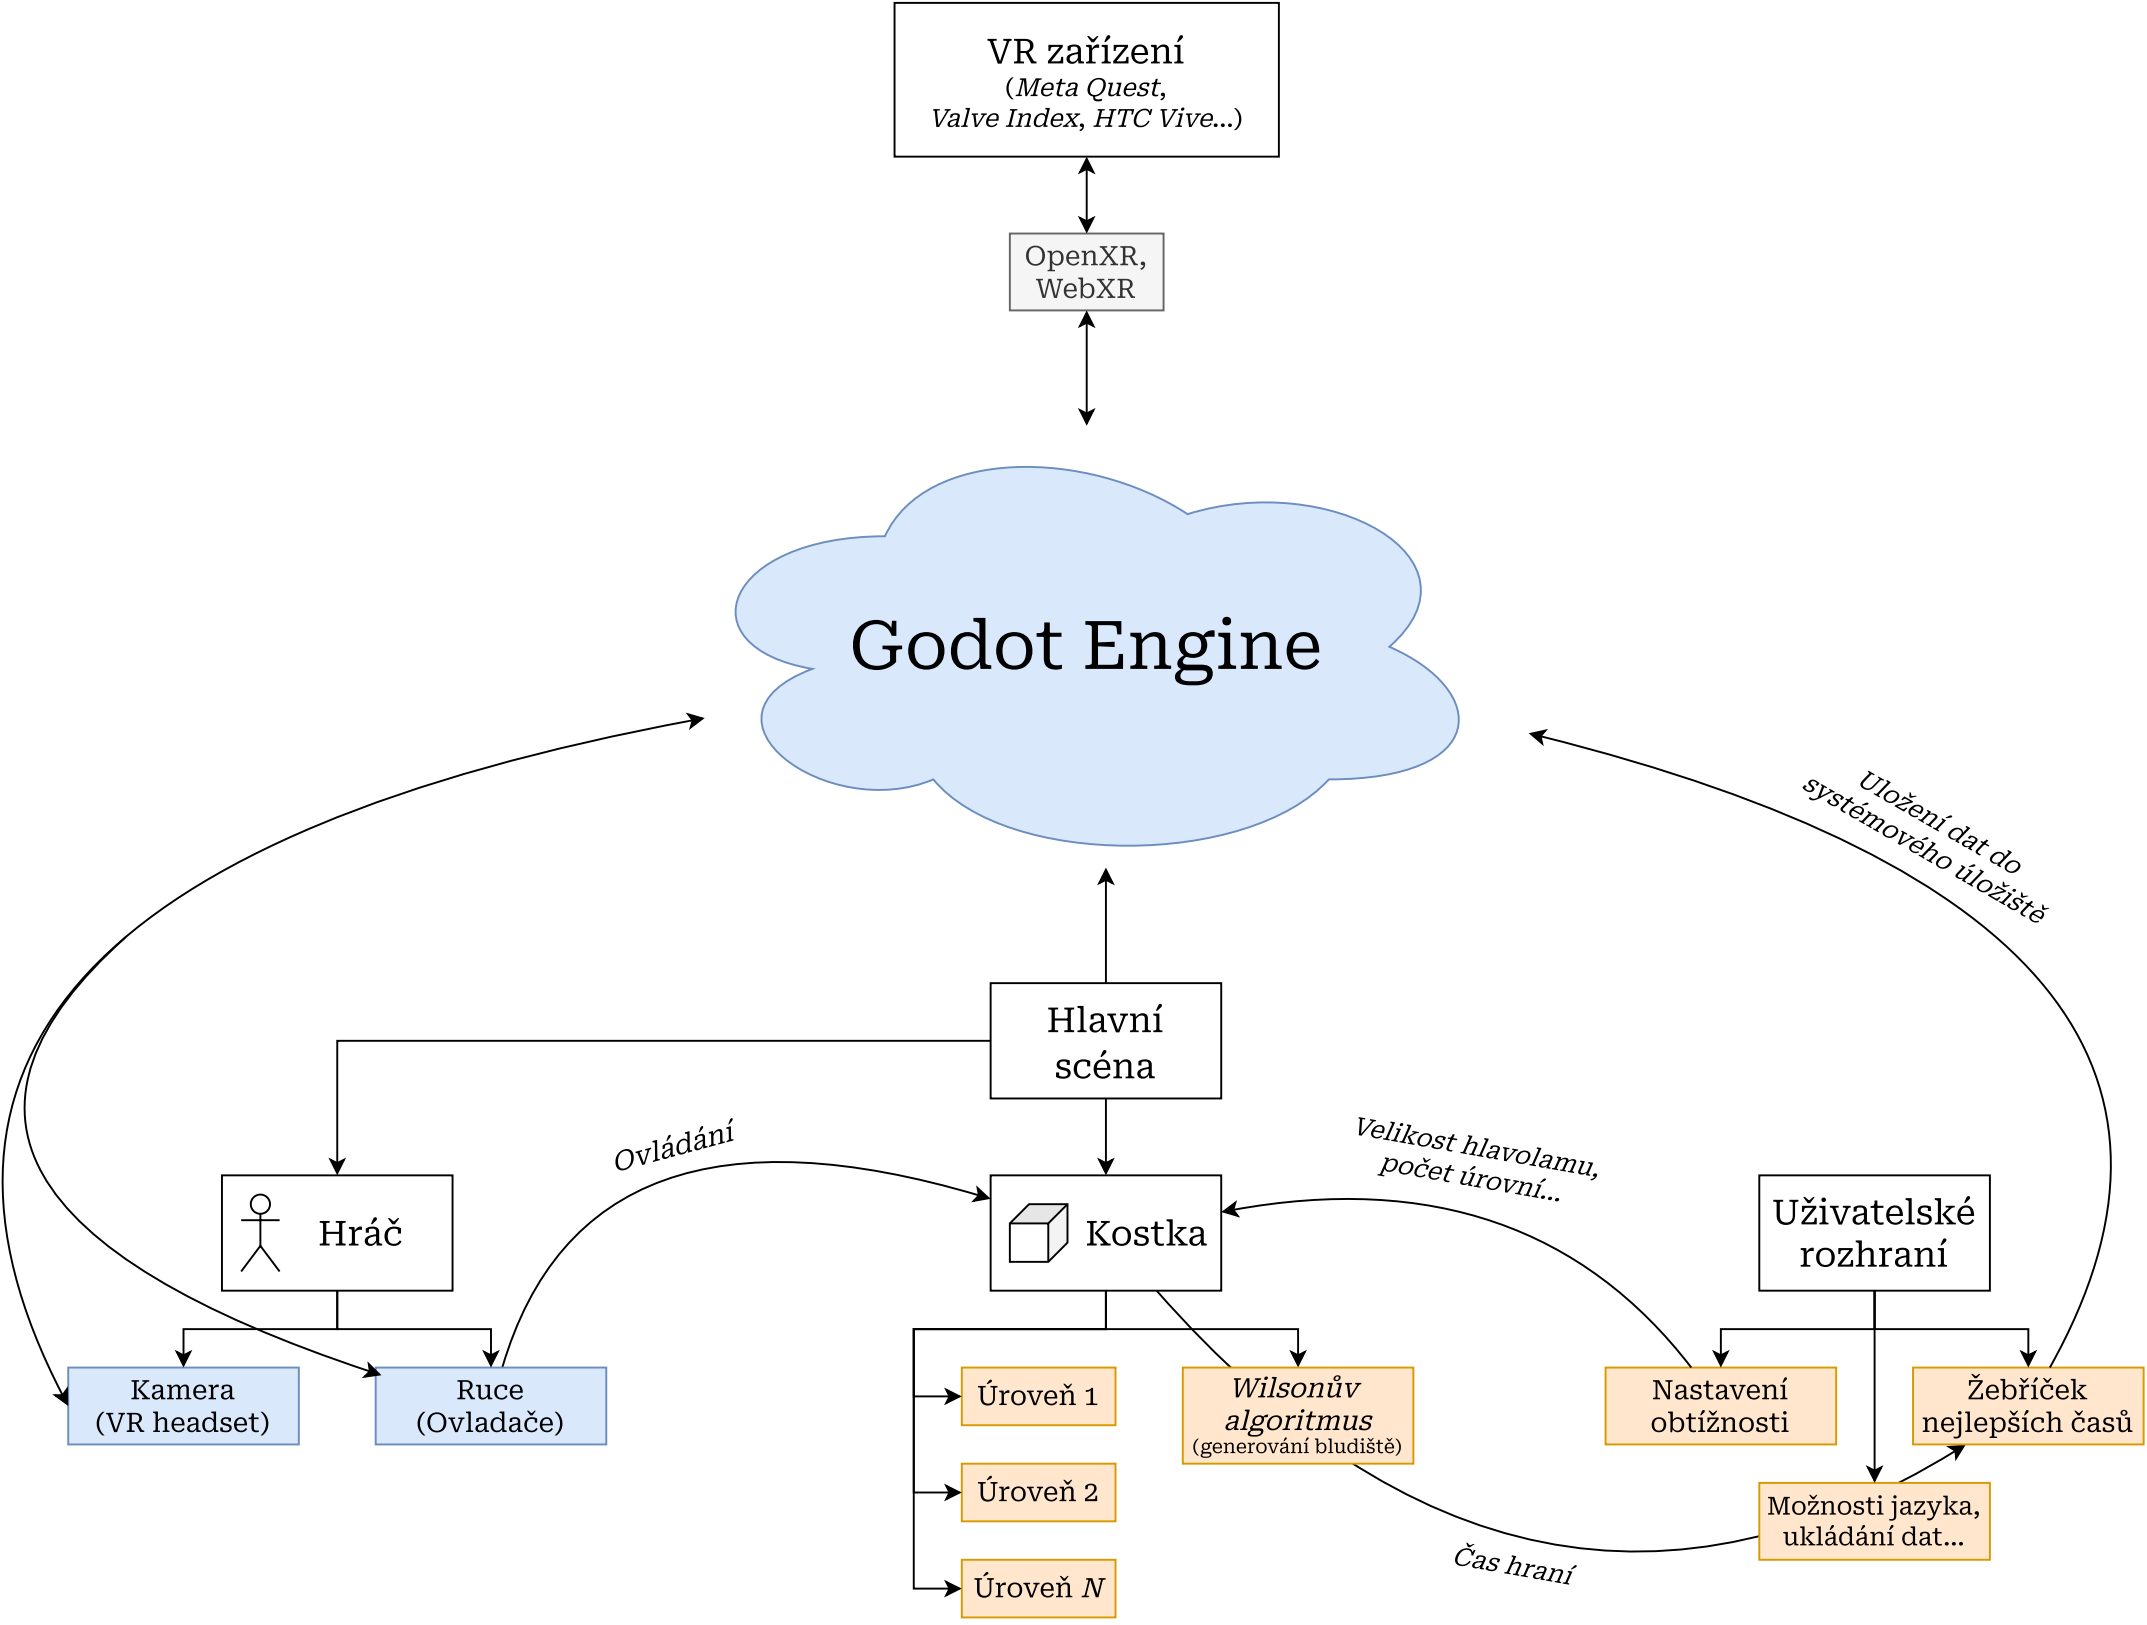 VR zařízení
(Meta Quest,
Valve Index, HTC Vive...)
OpenXR,
WebXR
Godot Engine
Uložení dat do
systémového úložiště
Hlavní
scéna
Ovládání
Velikost hlavolamu,
počet úrovní...
Hráč
Kostka
Uživatelské
rozhraní
Kamera
(VR headset)
Ruce
(Ovladače)
Úroveň 1
Wilsonův
algoritmus
(generování bludiště)
Nastavení
obtížnosti
Žebříček
nejlepších časů
Úroveň 2
Možnosti jazyka,
ukládání dat...
Čas hraní
Úroveň N